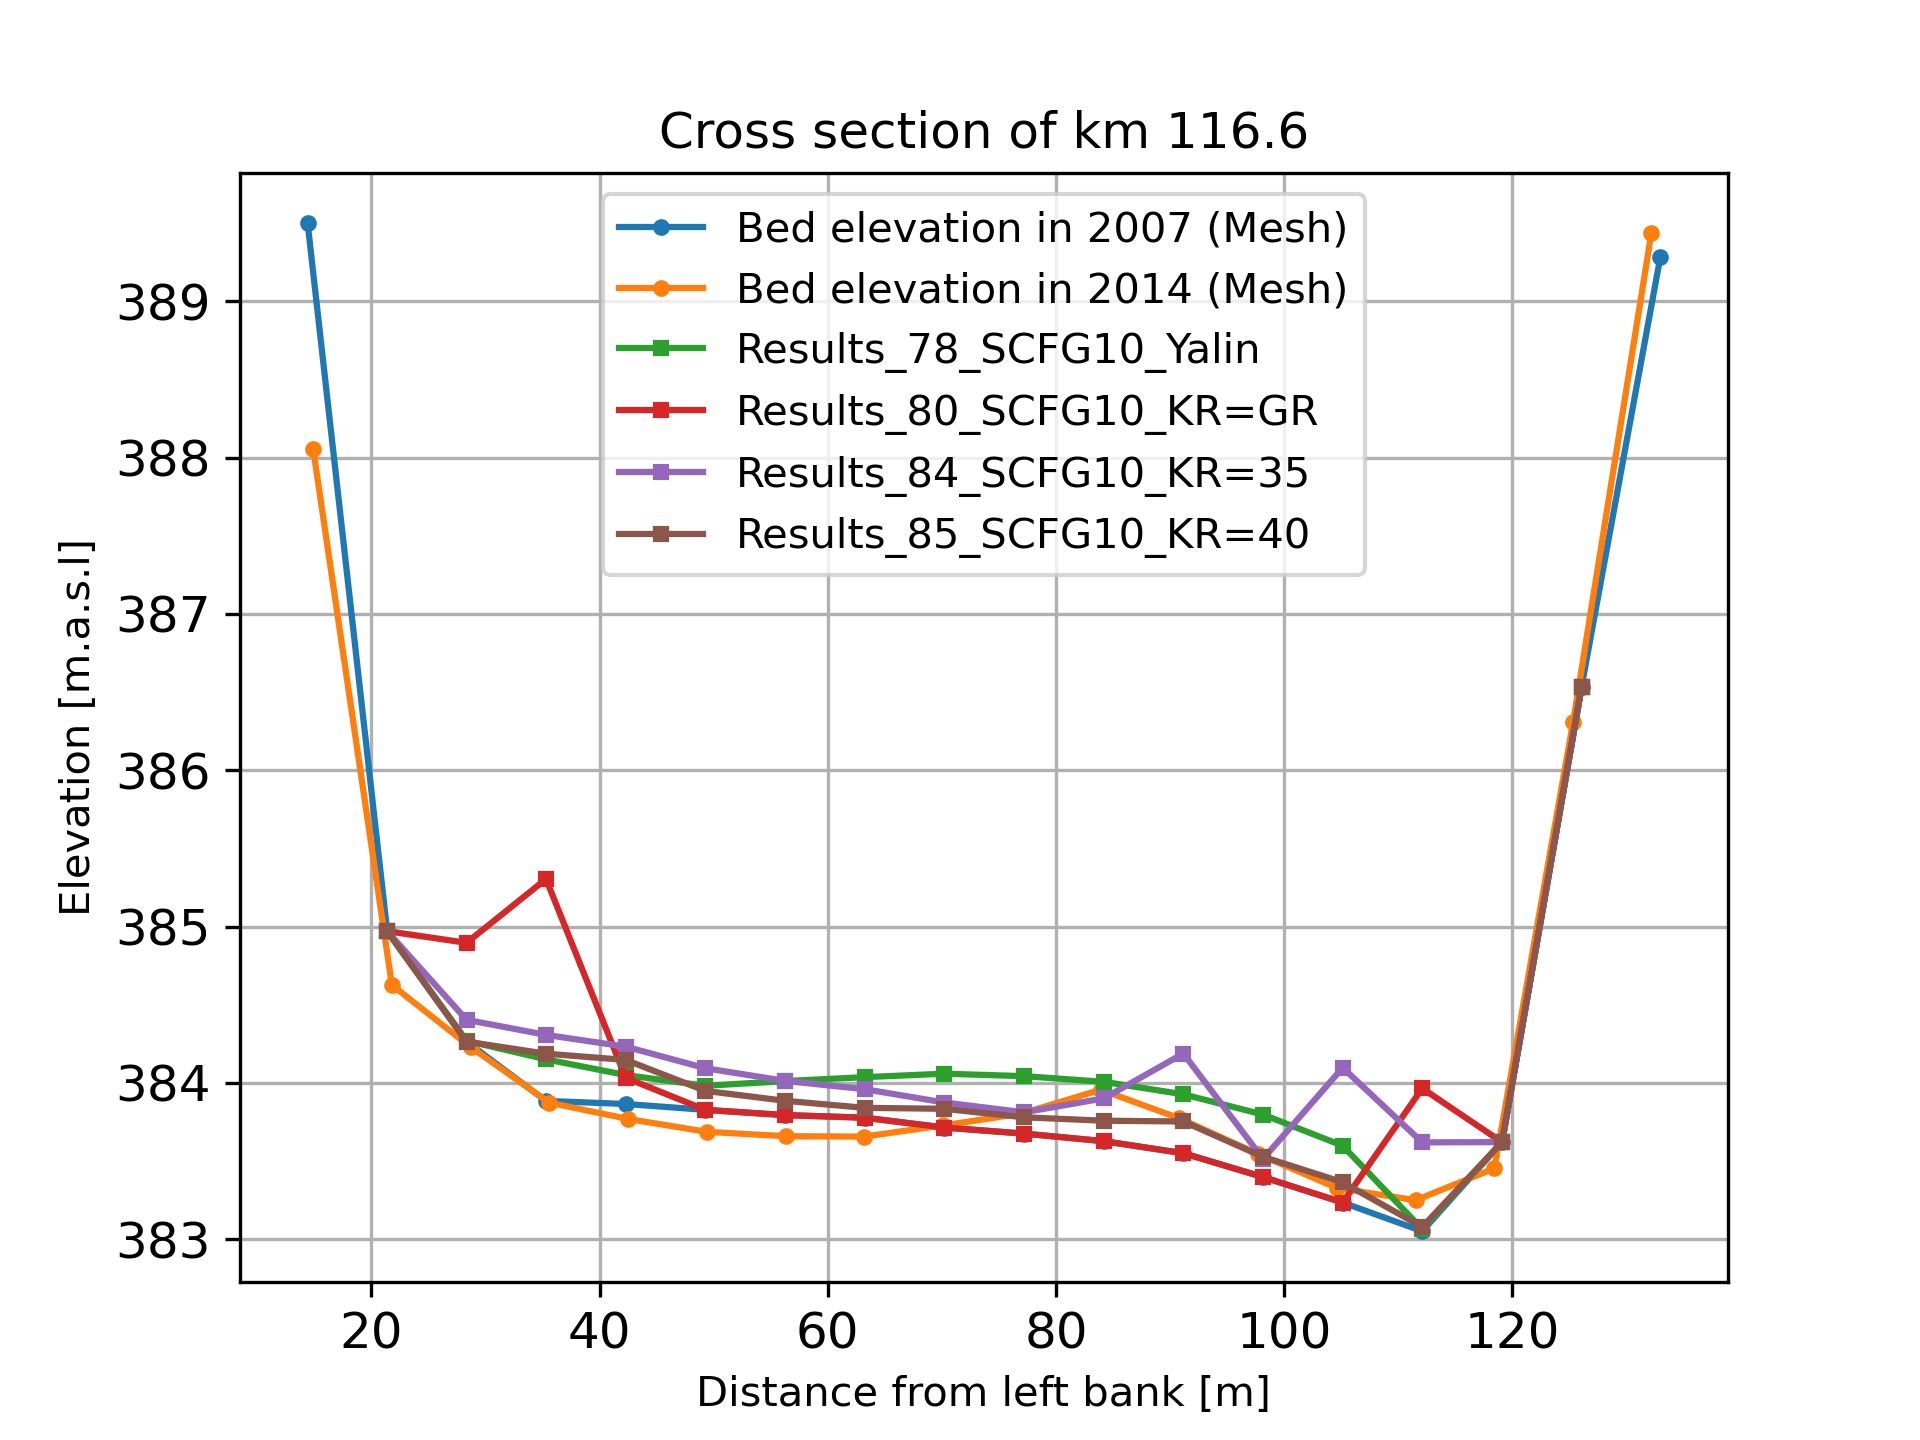 Cross section of km 116.6
Bed elevation in 2007 (Mesh)
Bed elevation in 2014 (Mesh)
Results_78_SCFG10_Yalin
Results_80_SCFG10_KR=GR
Results_84_SCFG10_KR=35
Results_85_SCFG10_KR=40
389
388
387
386
385
384
383
Elevation [m.a.s.l]
20 40 60 80 100 120
Distance from left bank [m]